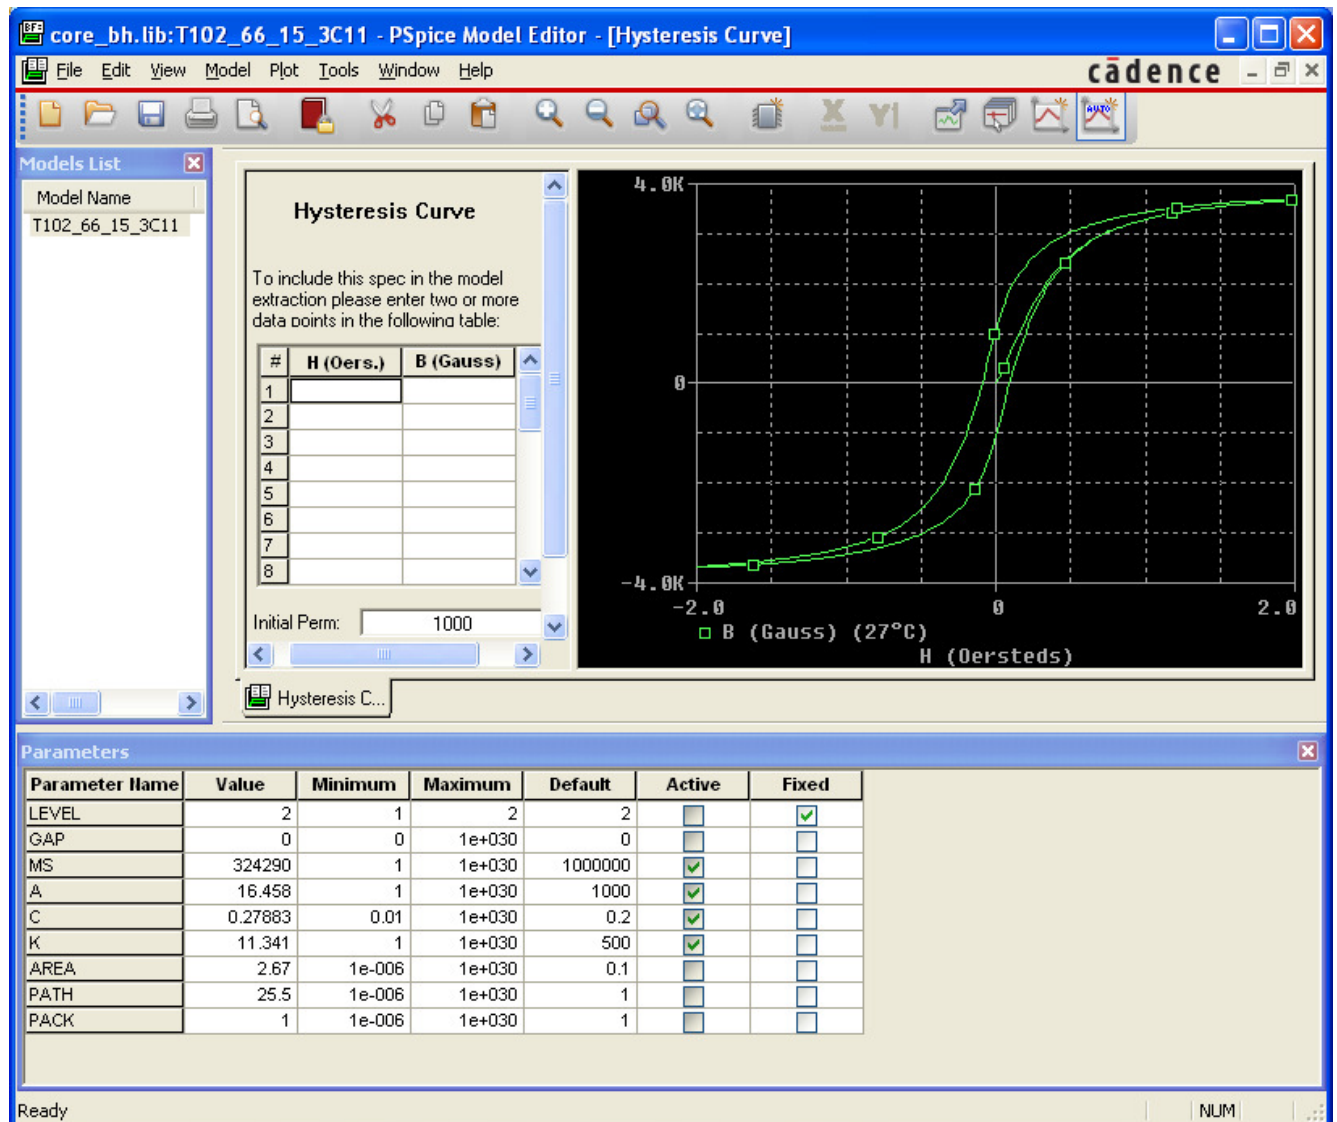 core_bh.lib:T102_66_15_3C11 - PSpice Model Editor - [Hysteresis Curve]
File Edit View Model Plot Tools Window Help
cādence
Models List
Model Name
T102_66_15_3C11
Hysteresis Curve
To include this spec in the model
extraction please enter two or more
data points in the following table:
# H (Oers.) B (Gauss)
1
2
3
4
5
6
7
8
Initial Perm: 1000
4.0K
0
-4.0K
-2.0 0 2.0
B (Gauss) (27°C)
H (Oersteds)
Hysteresis C...
Parameters
Parameter Name Value Minimum Maximum Default Active Fixed
LEVEL 2 1 2 2
GAP 0 0 1e+030 0
MS 324290 1 1e+030 1000000
A 16.458 1 1e+030 1000
C 0.27883 0.01 1e+030 0.2
K 11.341 1 1e+030 500
AREA 2.67 1e-006 1e+030 0.1
PATH 25.5 1e-006 1e+030 1
PACK 1 1e-006 1e+030 1
Ready NUM